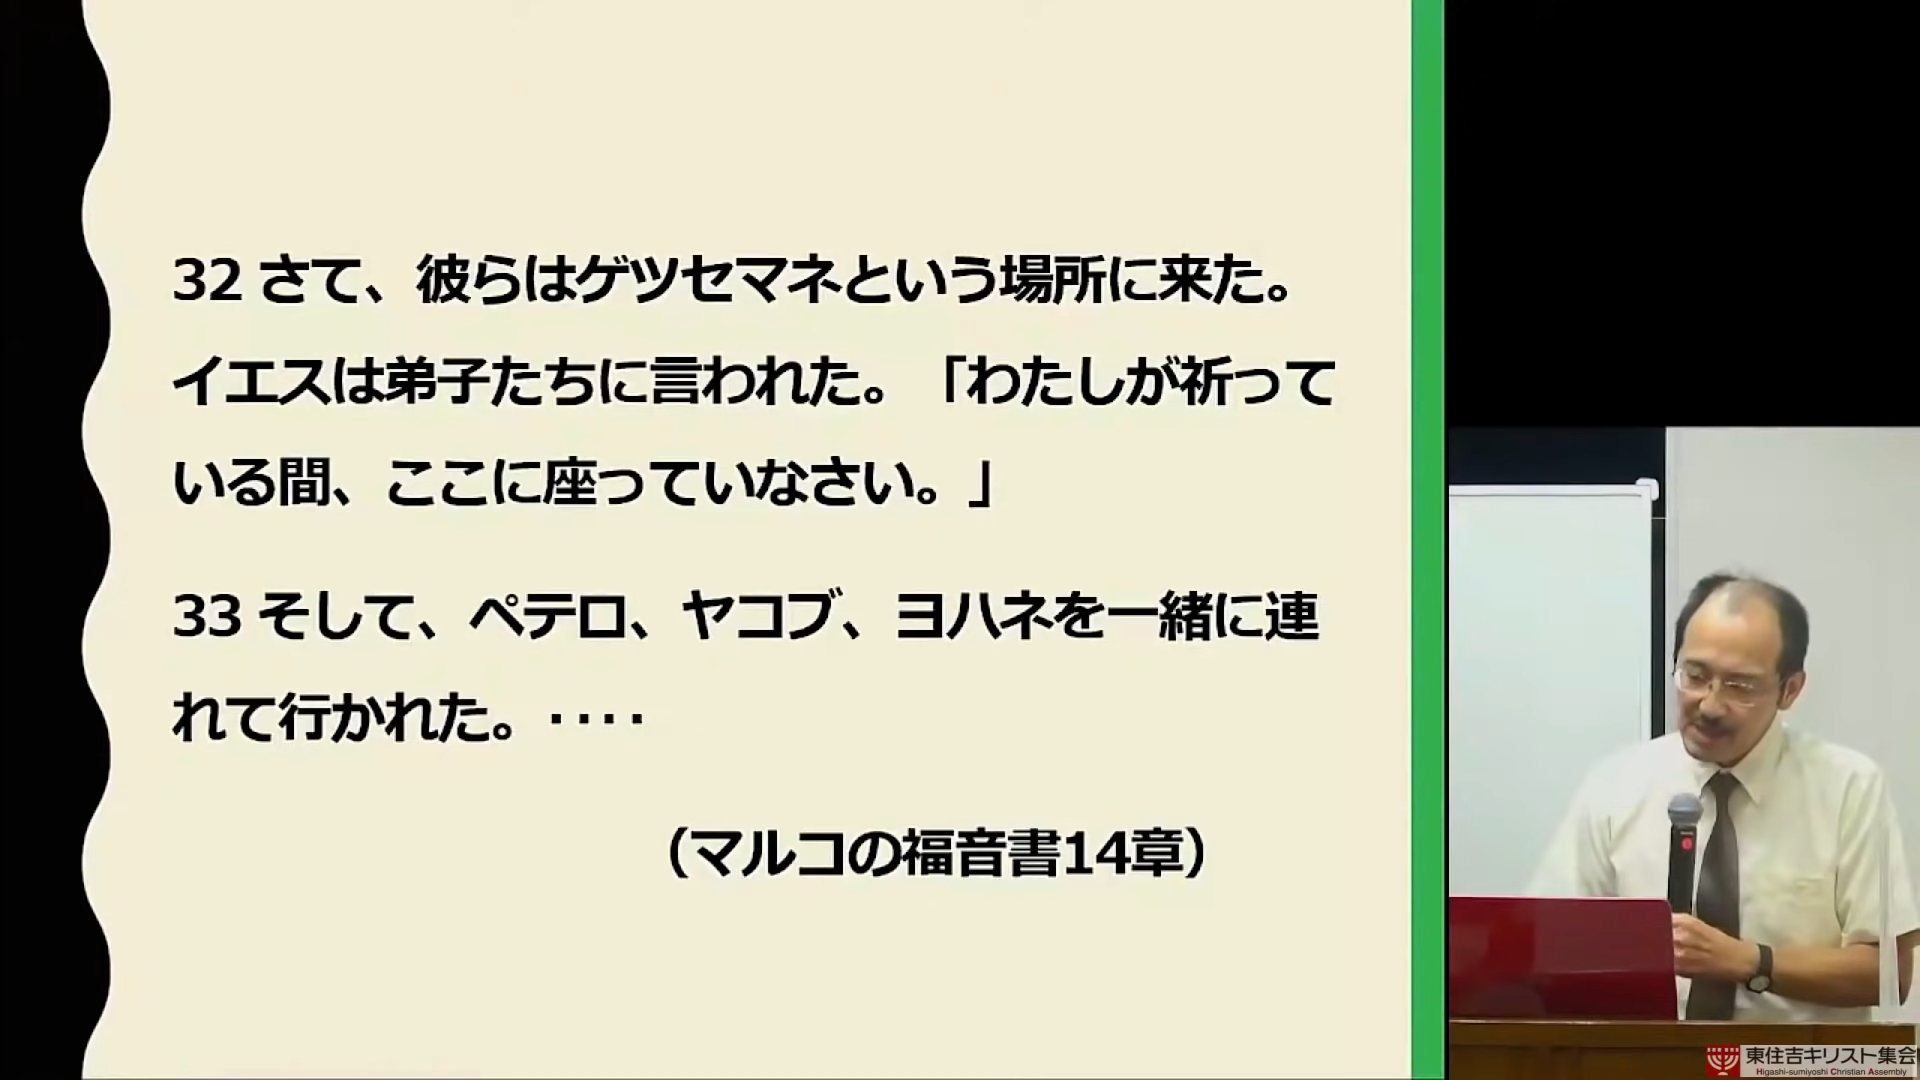 32 さて、彼らはゲツセマネという場所に来た。
イエスは弟子たちに言われた。「わたしが祈って
いる間、ここに座っていなさい。」
33 そして、ペテロ、ヤコブ、ヨハネを一緒に連
れて行かれた。‥‥
（マルコの福音書14章）
東住吉キリスト集会
Higashi-sumiyoshi Christian Assembly